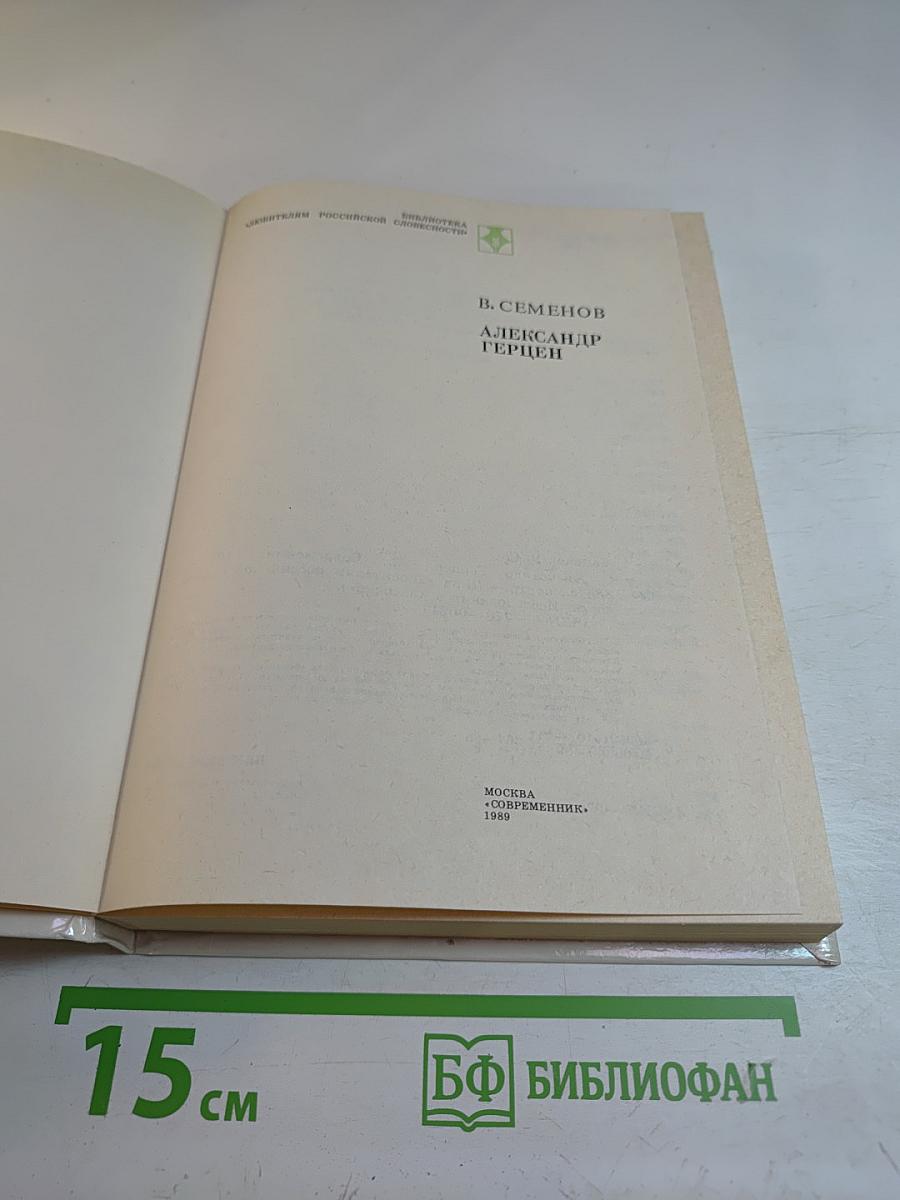 БИБЛИОТЕКА
«ЛЮБИТЕЛЯМ РОССИЙСКОЙ СЛОВЕСНОСТИ»
В. СЕМЕНОВ
АЛЕКСАНДР
ГЕРЦЕН
МОСКВА
«СОВРЕМЕННИК»
1989
15 см
БФ БИБЛИОФАН